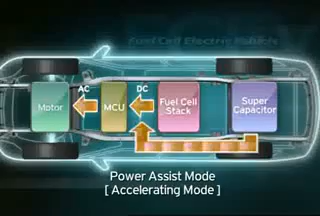 Fuel Cell Electric Vehicle
AC
DC
Motor
MCU
Fuel Cell
Stack
Super
Capacitor
Power Assist Mode
[ Accelerating Mode ]